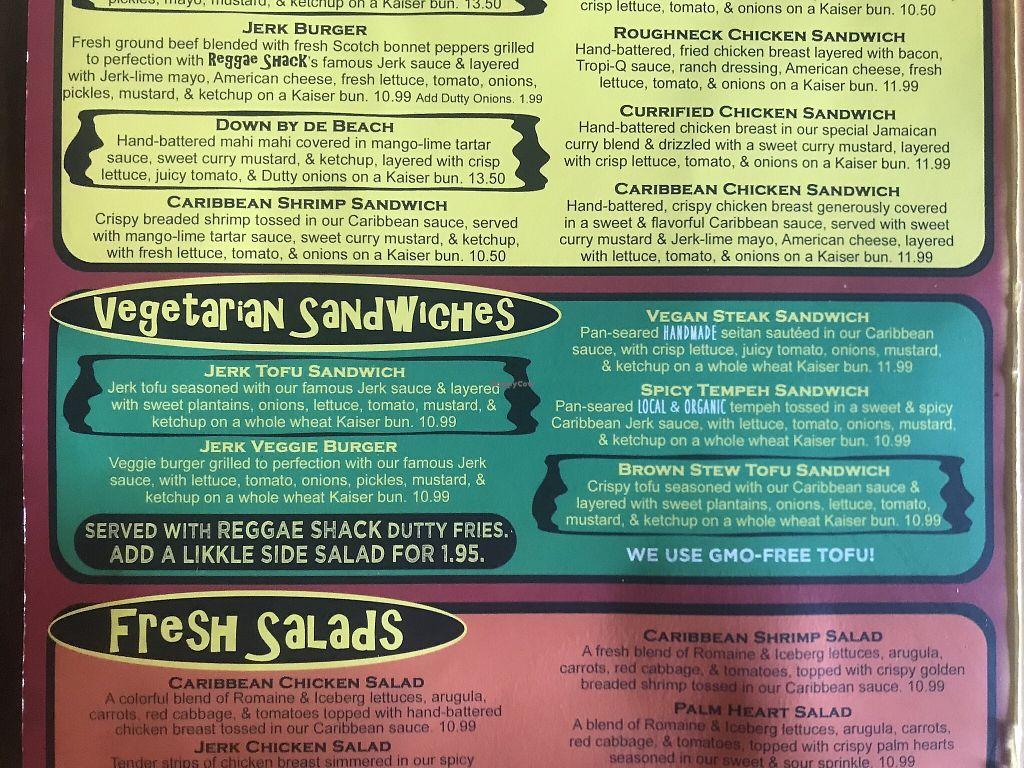 pickles, mayo, mustard, & ketchup on a Kaiser bun. 13.50
JERK BURGER
Fresh ground beef blended with fresh Scotch bonnet peppers grilled
to perfection with Reggae Shack's famous Jerk sauce & layered
with Jerk-lime mayo, American cheese, fresh lettuce, tomato, onions,
pickles, mustard, & ketchup on a Kaiser bun. 10.99 Add Dutty Onions. 1.99
DOWN BY DE BEACH
Hand-battered mahi mahi covered in mango-lime tartar
sauce, sweet curry mustard, & ketchup, layered with crisp
lettuce, juicy tomato, & Dutty onions on a Kaiser bun. 13.50
CARIBBEAN SHRIMP SANDWICH
Crispy breaded shrimp tossed in our Caribbean sauce, served
with mango-lime tartar sauce, sweet curry mustard, & ketchup,
with fresh lettuce, tomato, & onions on a Kaiser bun. 10.50
crisp lettuce, tomato, & onions on a Kaiser bun. 10.50
ROUGHNECK CHICKEN SANDWICH
Hand-battered, fried chicken breast layered with bacon,
Tropi-Q sauce, ranch dressing, American cheese, fresh
lettuce, tomato, & onions on a Kaiser bun. 11.99
CURRIFIED CHICKEN SANDWICH
Hand-battered chicken breast in our special Jamaican
curry blend & drizzled with a sweet curry mustard, layered
with crisp lettuce, tomato, & onions on a Kaiser bun. 11.99
CARIBBEAN CHICKEN SANDWICH
Hand-battered, crispy chicken breast generously covered
in a sweet & flavorful Caribbean sauce, served with sweet
curry mustard & Jerk-lime mayo, American cheese, layered
with lettuce, tomato, & onions on a Kaiser bun. 11.99
Vegetarian Sandwiches
JERK TOFU SANDWICH
Jerk tofu seasoned with our famous Jerk sauce & layered
with sweet plantains, onions, lettuce, tomato, mustard, &
ketchup on a whole wheat Kaiser bun. 10.99
JERK VEGGIE BURGER
Veggie burger grilled to perfection with our famous Jerk
sauce, with lettuce, tomato, onions, pickles, mustard, &
ketchup on a whole wheat Kaiser bun. 10.99
SERVED WITH REGGAE SHACK DUTTY FRIES.
ADD A LIKKLE SIDE SALAD FOR 1.95.
VEGAN STEAK SANDWICH
Pan-seared HANDMADE seitan sautéed in our Caribbean
sauce, with crisp lettuce, juicy tomato, onions, mustard,
& ketchup on a whole wheat Kaiser bun. 11.99
SPICY TEMPEH SANDWICH
Pan-seared LOCAL & ORGANIC tempeh tossed in a sweet & spicy
Caribbean Jerk sauce, with lettuce, tomato, onions, mustard,
& ketchup on a whole wheat Kaiser bun. 10.99
BROWN STEW TOFU SANDWICH
Crispy tofu seasoned with our Caribbean sauce &
layered with sweet plantains, onions, lettuce, tomato,
mustard, & ketchup on a whole wheat Kaiser bun. 10.99
WE USE GMO-FREE TOFU!
Fresh Salads
CARIBBEAN CHICKEN SALAD
A colorful blend of Romaine & Iceberg lettuces, arugula,
carrots, red cabbage, & tomatoes topped with hand-battered
chicken breast tossed in our Caribbean sauce. 10.99
JERK CHICKEN SALAD
Tender strips of chicken breast simmered in our spicy
CARIBBEAN SHRIMP SALAD
A fresh blend of Romaine & Iceberg lettuces, arugula,
carrots, red cabbage, & tomatoes, topped with crispy golden
breaded shrimp tossed in our Caribbean sauce. 10.99
PALM HEART SALAD
A blend of Romaine & Iceberg lettuces, arugula, carrots,
red cabbage, & tomatoes, topped with crispy palm hearts
seasoned in our sweet & sour sprinkle. 10.99